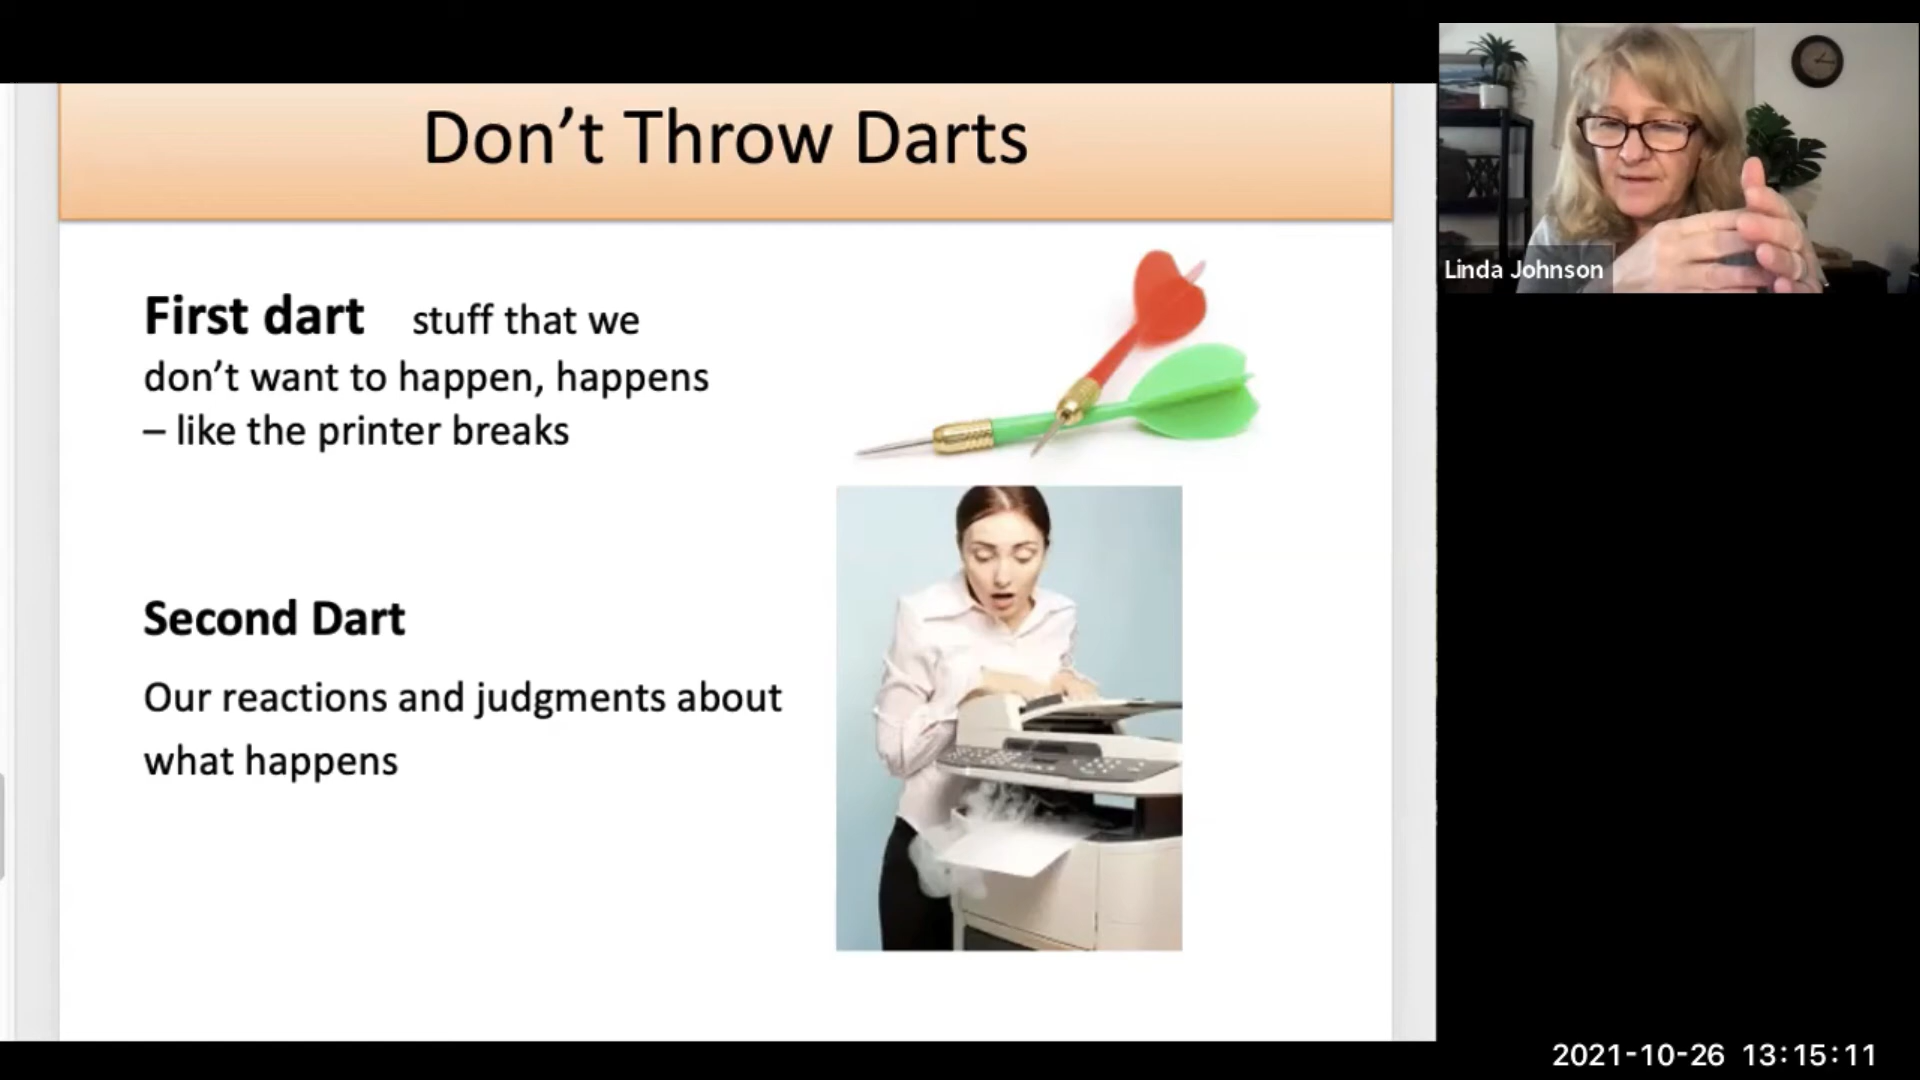 Don’t Throw Darts
First dart stuff that we
don’t want to happen, happens
– like the printer breaks
Second Dart
Our reactions and judgments about
what happens
Linda Johnson
2021-10-26 13:15:11